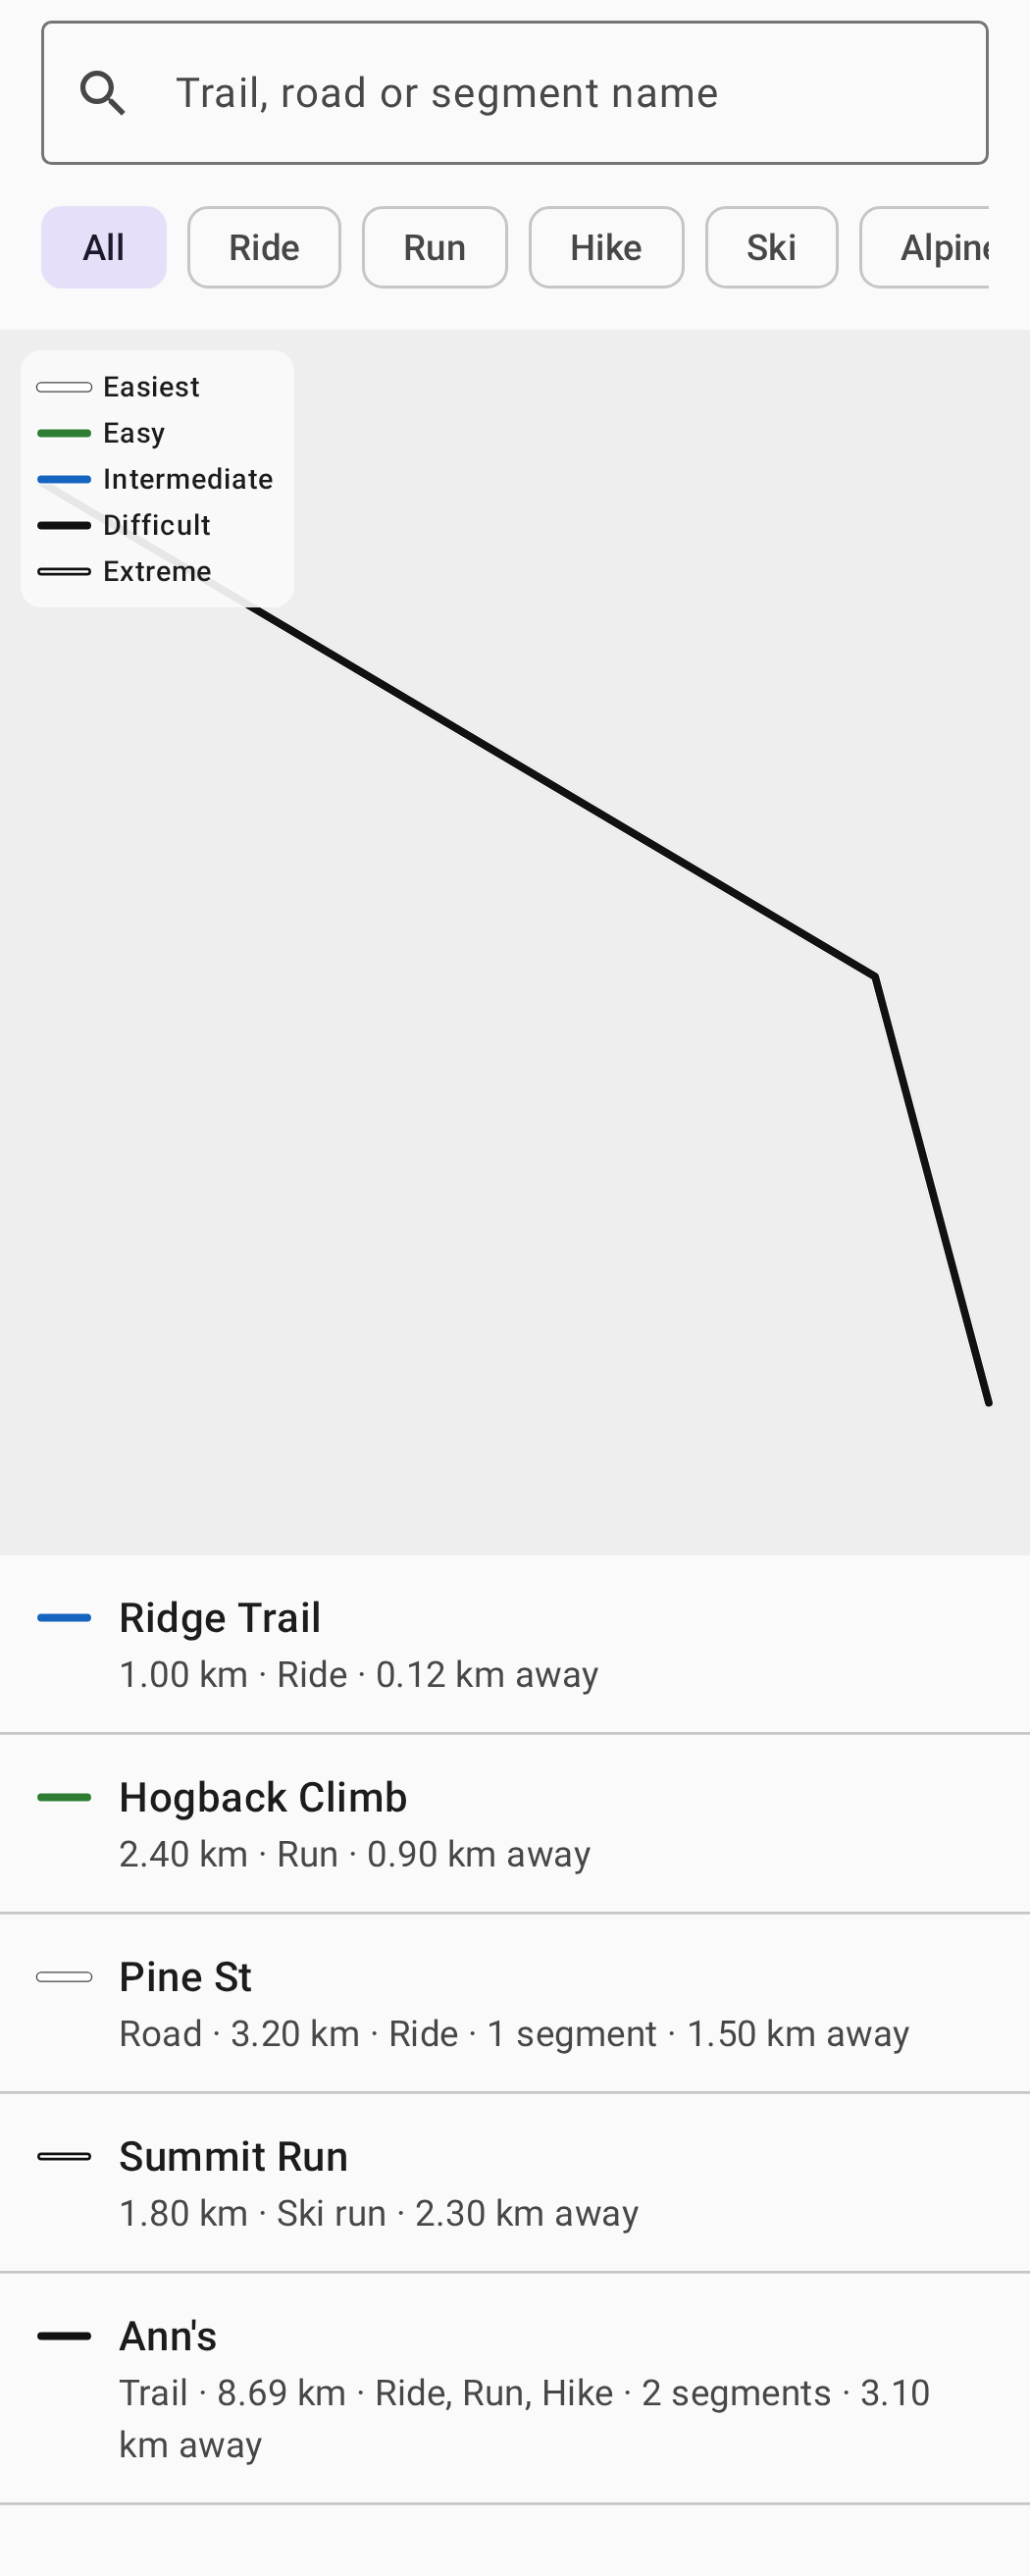 Trail, road or segment name
All Ride Run Hike Ski Alpine
Easiest
Easy
Intermediate
Difficult
Extreme
Ridge Trail
1.00 km · Ride · 0.12 km away
Hogback Climb
2.40 km · Run · 0.90 km away
Pine St
Road · 3.20 km · Ride · 1 segment · 1.50 km away
Summit Run
1.80 km · Ski run · 2.30 km away
Ann's
Trail · 8.69 km · Ride, Run, Hike · 2 segments · 3.10
km away